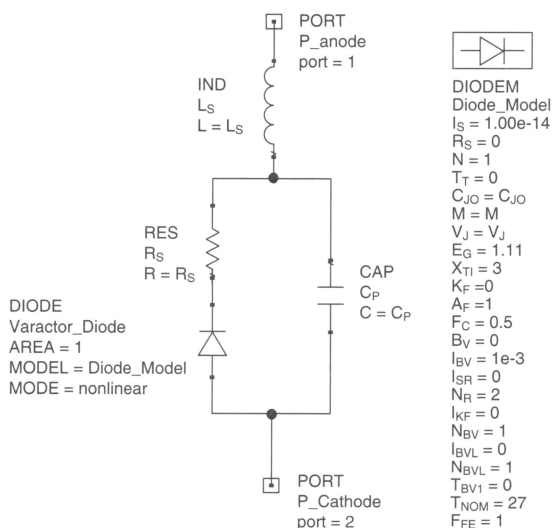 PORT
P_anode
port = 1
IND
LS
L = LS
RES
RS
R = RS
CAP
CP
C = CP
DIODE
Varactor_Diode
AREA = 1
MODEL = Diode_Model
MODE = nonlinear
PORT
P_Cathode
port = 2
DIODEM
Diode_Model
IS = 1.00e-14
RS = 0
N = 1
TT = 0
CJO = CJO
M = M
VJ = VJ
EG = 1.11
XTI = 3
KF =0
AF =1
FC = 0.5
BV = 0
IBV = 1e-3
ISR = 0
NR = 2
IKF = 0
NBV = 1
IBVL = 0
NBVL = 1
TBV1 = 0
TNOM = 27
FFE = 1